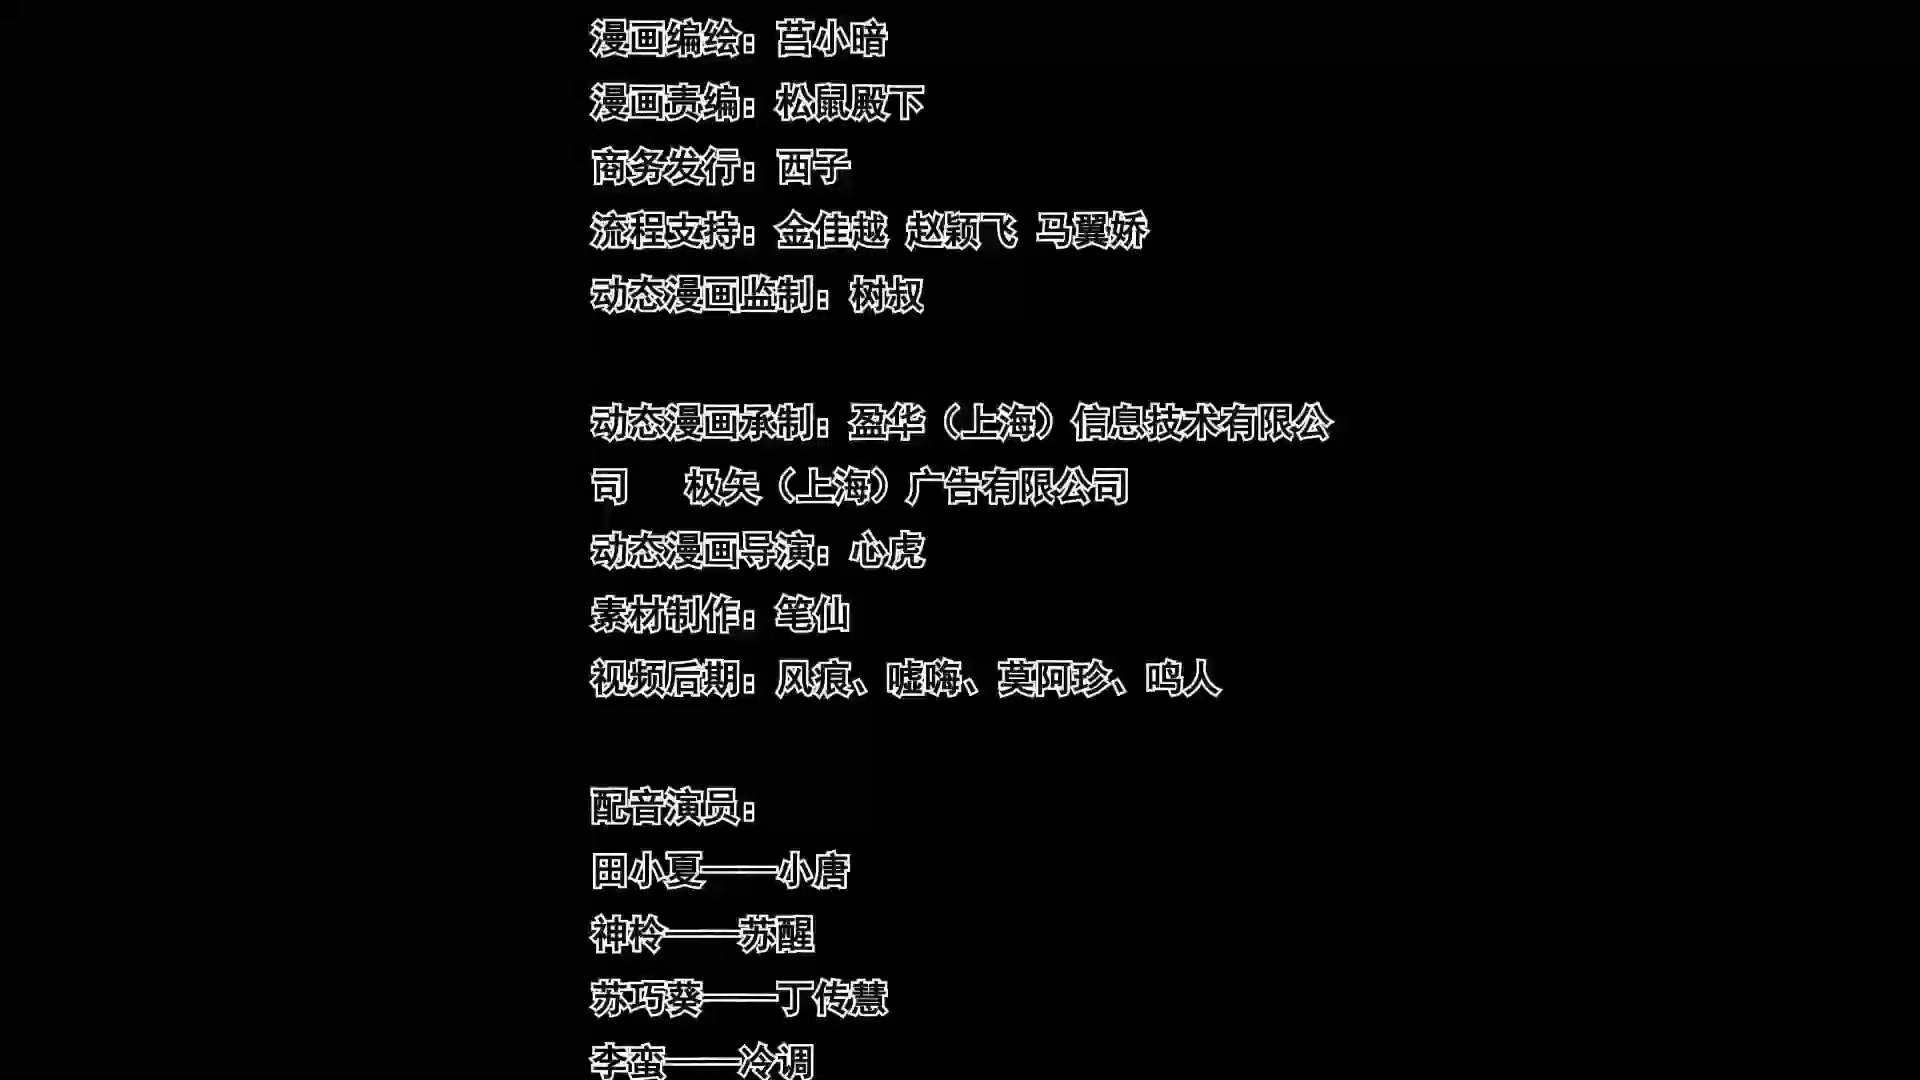 漫画编绘：莒小暗
漫画责编：松鼠殿下
商务发行：西子
流程支持：金佳越 赵颖飞 马翼娇
动态漫画监制：树叔
动态漫画承制：盈华（上海）信息技术有限公
司 极矢（上海）广告有限公司
动态漫画导演：心虎
素材制作：笔仙
视频后期：风痕、嘘嗨、莫阿珍、鸣人
配音演员：
田小夏——小唐
神柃——苏醒
苏巧葵——丁传慧
李蛮——冷调